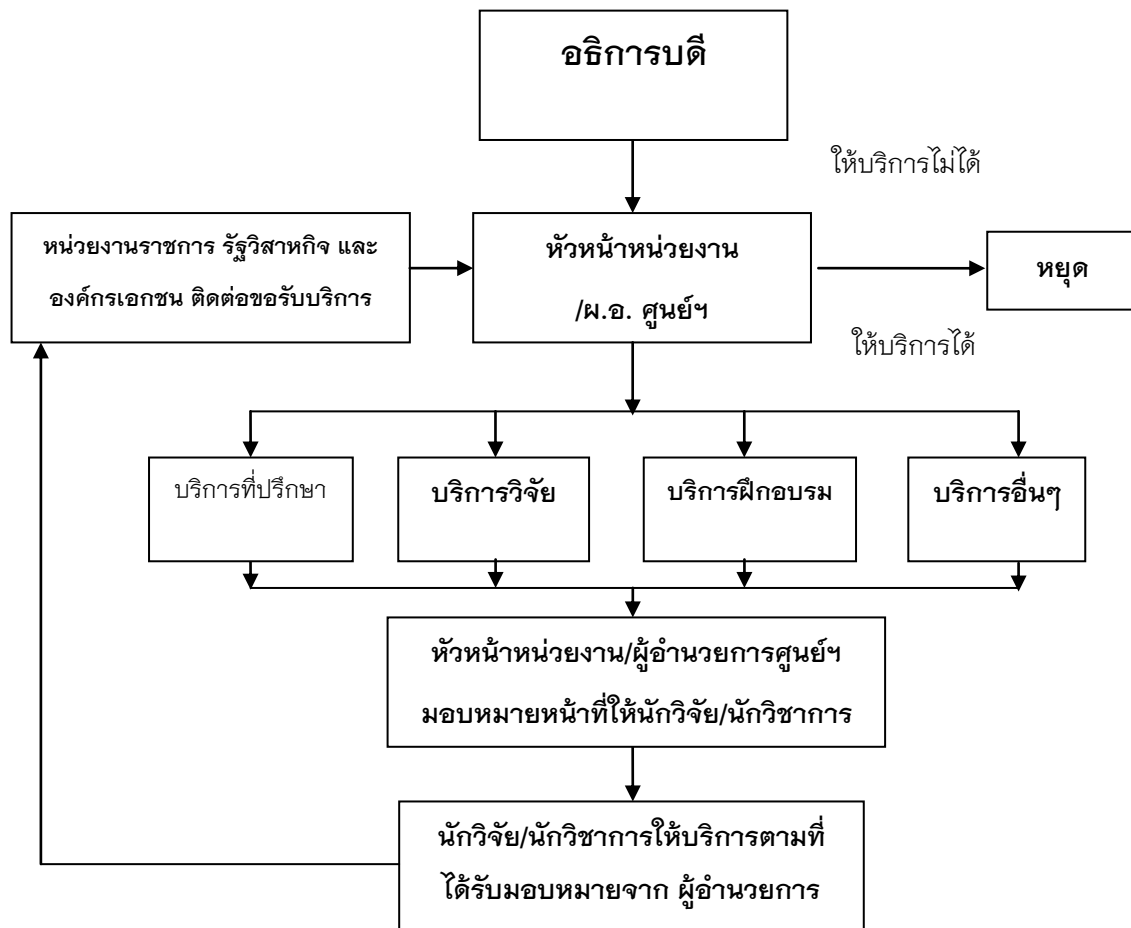 อธิการบดี
ให้บริการไม่ได้
หน่วยงานราชการ รัฐวิสาหกิจ และ
องค์กรเอกชน ติดต่อขอรับบริการ
หัวหน้าหน่วยงาน
/ผ.อ. ศูนย์ฯ
หยุด
ให้บริการได้
บริการที่ปรึกษา
บริการวิจัย
บริการฝึกอบรม
บริการอื่นๆ
หัวหน้าหน่วยงาน/ผู้อำนวยการศูนย์ฯ
มอบหมายหน้าที่ให้นักวิจัย/นักวิชาการ
นักวิจัย/นักวิชาการให้บริการตามที่
ได้รับมอบหมายจาก ผู้อำนวยการ